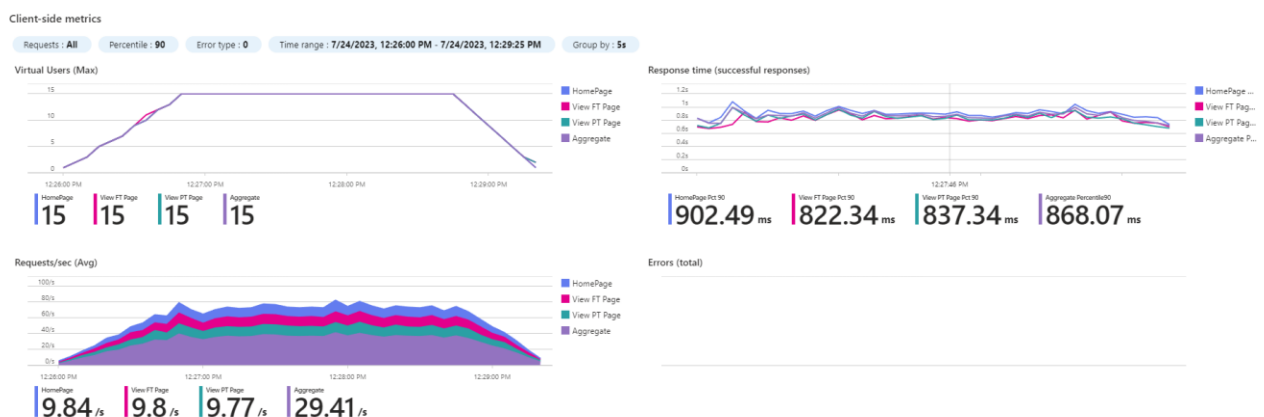 Client-side metrics
Requests : All
Percentile : 90
Error type : 0
Time range : 7/24/2023, 12:26:00 PM - 7/24/2023, 12:29:25 PM
Group by : 5s
Virtual Users (Max)
15
10
5
0
12:26:00 PM
12:27:00 PM
12:28:00 PM
12:29:00 PM
HomePage
View FT Page
View PT Page
Aggregate
HomePage
15
View FT Page
15
View PT Page
15
Aggregate
15
Response time (successful responses)
1.2s
1s
0.8s
0.6s
0.4s
0.2s
0s
12:27:46 PM
HomePage ...
View FT Pag...
View PT Pag...
Aggregate P...
HomePage Pct 90
902.49 ms
View FT Page Pct 90
822.34 ms
View PT Page Pct 90
837.34 ms
Aggregate Percentile90
868.07 ms
Requests/sec (Avg)
100/s
80/s
60/s
40/s
20/s
0/s
12:26:00 PM
12:27:00 PM
12:28:00 PM
12:29:00 PM
HomePage
View FT Page
View PT Page
Aggregate
HomePage
9.84 /s
View FT Page
9.8 /s
View PT Page
9.77 /s
Aggregate
29.41 /s
Errors (total)